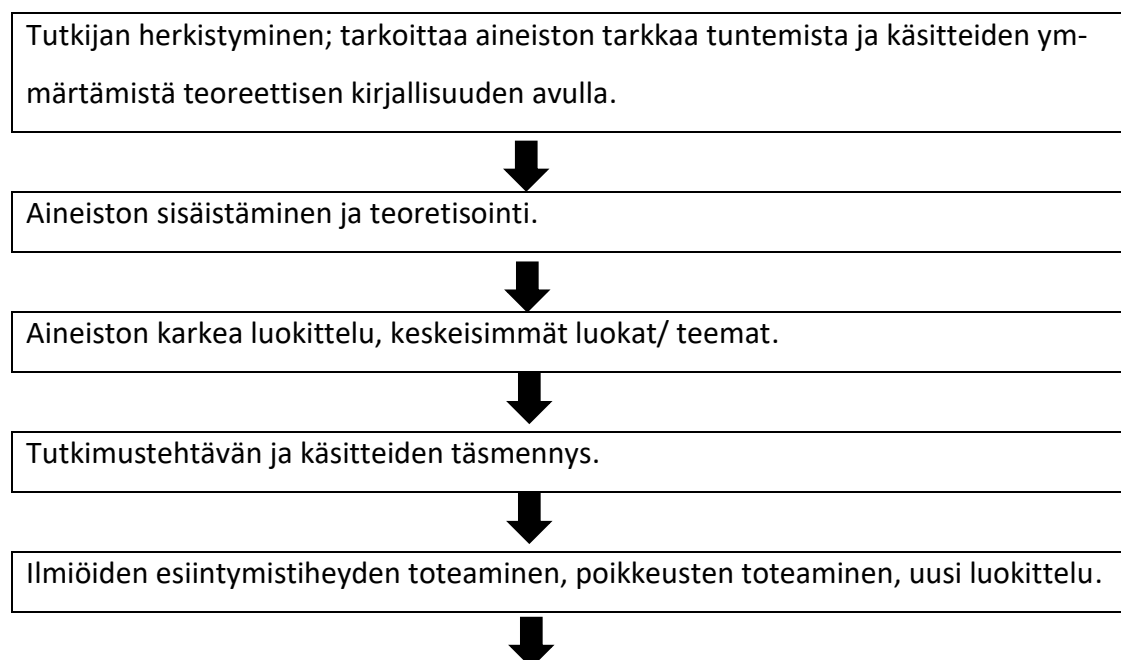 Tutkijan herkistyminen; tarkoittaa aineiston tarkkaa tuntemista ja käsitteiden ym-
märtämistä teoreettisen kirjallisuuden avulla.
Aineiston sisäistäminen ja teoretisointi.
Aineiston karkea luokittelu, keskeisimmät luokat/ teemat.
Tutkimustehtävän ja käsitteiden täsmennys.
Ilmiöiden esiintymistiheyden toteaminen, poikkeusten toteaminen, uusi luokittelu.